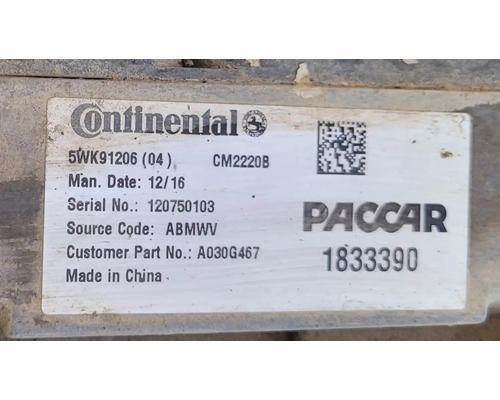 Continental
5WK91206 (04) CM2220B
Man. Date: 12/16
Serial No.: 120750103
Source Code: ABMWV
Customer Part No.: A030G467
Made in China
PACCAR
1833390